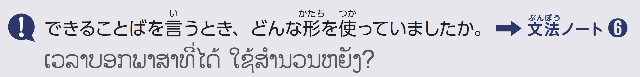 ! できることばを言うとき、どんな形を使っていましたか。 ➡ 文法ノート❻
ເວລາບອກພາສາທີ່ໄດ້ ໃຊ້ສຳນວນຫຍັງ?